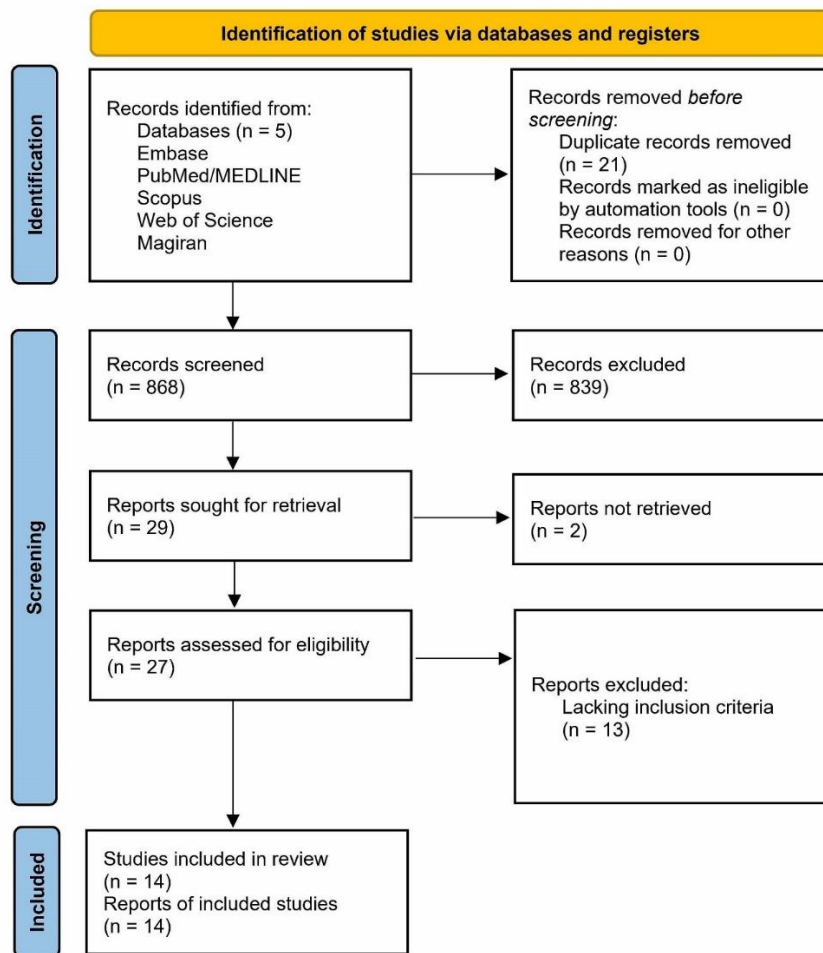 Identification of studies via databases and registers
Identification
Records identified from:
Databases (n = 5)
Embase
PubMed/MEDLINE
Scopus
Web of Science
Magiran
Records removed before
screening:
Duplicate records removed
(n = 21)
Records marked as ineligible
by automation tools (n = 0)
Records removed for other
reasons (n = 0)
Screening
Records screened
(n = 868)
Records excluded
(n = 839)
Reports sought for retrieval
(n = 29)
Reports not retrieved
(n = 2)
Reports assessed for eligibility
(n = 27)
Reports excluded:
Lacking inclusion criteria
(n = 13)
Included
Studies included in review
(n = 14)
Reports of included studies
(n = 14)